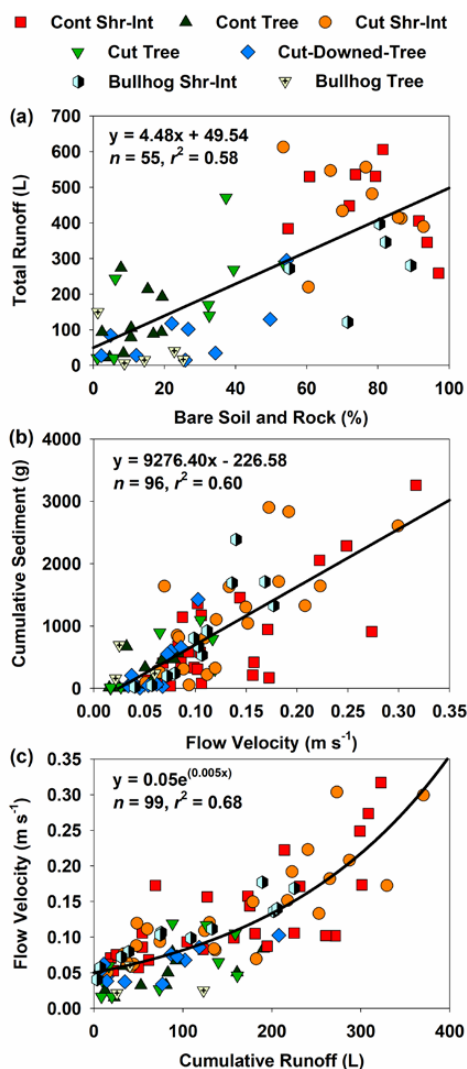 Cont Shr-Int Cont Tree Cut Shr-Int
Cut Tree Cut-Downed-Tree
Bullhog Shr-Int Bullhog Tree
(a)
700
600
500
400
300
200
100
0
Total Runoff (L)
y = 4.48x + 49.54
n = 55, r² = 0.58
0 20 40 60 80 100
Bare Soil and Rock (%)
(b)
4000
3000
2000
1000
0
Cumulative Sediment (g)
y = 9276.40x - 226.58
n = 96, r² = 0.60
0.00 0.05 0.10 0.15 0.20 0.25 0.30 0.35
Flow Velocity (m s⁻¹)
(c)
0.35
0.30
0.25
0.20
0.15
0.10
0.05
0.00
Flow Velocity (m s⁻¹)
y = 0.05e⁽⁰·⁰⁰⁵ˣ⁾
n = 99, r² = 0.68
0 100 200 300 400
Cumulative Runoff (L)